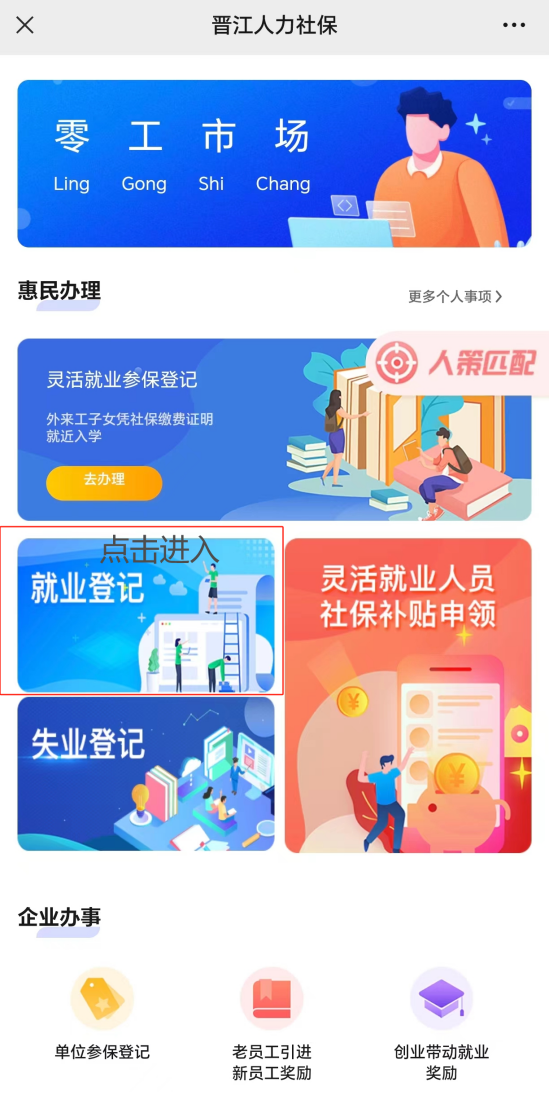 晋江人力社保
零工市场
Ling Gong Shi Chang
惠民办理
更多个人事项
灵活就业参保登记
人策匹配
外来工子女凭社保缴费证明
就近入学
去办理
点击进入
就业登记
灵活就业人员
社保补贴申领
失业登记
企业办事
单位参保登记
老员工引进
新员工奖励
创业带动就业
奖励